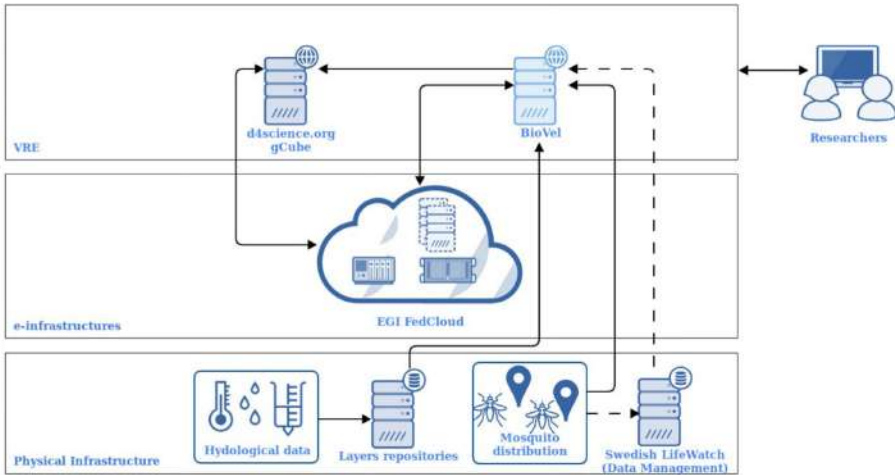 d4science.org
gCube
BioVel
Researchers
VRE
EGI FedCloud
e-infrastructures
Hydological data
Layers repositories
Mosquito
distribution
Swedish LifeWatch
(Data Management)
Physical Infrastructure